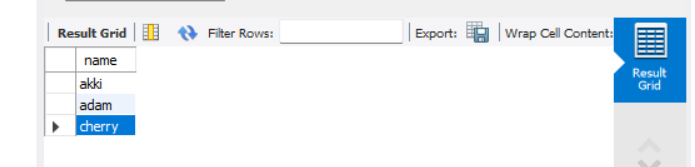 Result Grid Filter Rows: Export: Wrap Cell Content:
name
akki
adam
cherry
Result
Grid